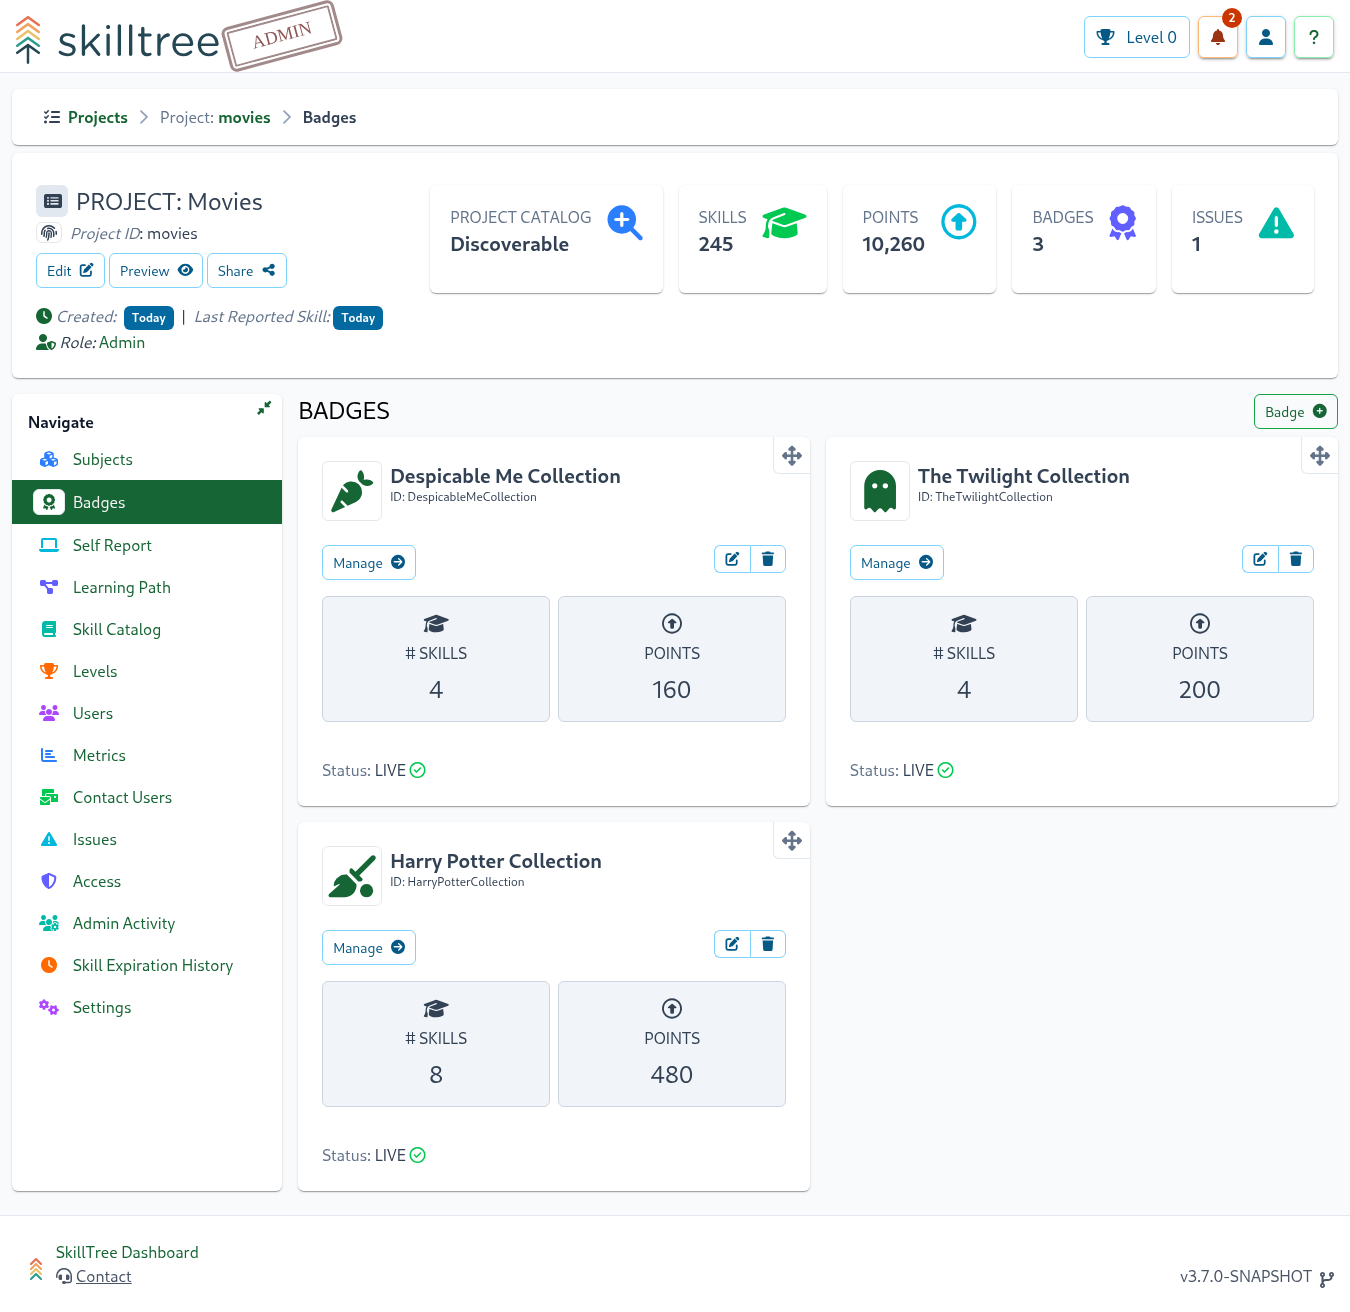 skilltree ADMIN
Level 0
2
?
Projects > Project: movies > Badges
PROJECT: Movies
Project ID: movies
Edit
Preview
Share
Created: Today | Last Reported Skill: Today
Role: Admin
PROJECT CATALOG
Discoverable
SKILLS
245
POINTS
10,260
BADGES
3
ISSUES
1
Navigate
Subjects
Badges
Self Report
Learning Path
Skill Catalog
Levels
Users
Metrics
Contact Users
Issues
Access
Admin Activity
Skill Expiration History
Settings
BADGES
Badge
Despicable Me Collection
ID: DespicableMeCollection
Manage
# SKILLS
4
POINTS
160
Status: LIVE
The Twilight Collection
ID: TheTwilightCollection
Manage
# SKILLS
4
POINTS
200
Status: LIVE
Harry Potter Collection
ID: HarryPotterCollection
Manage
# SKILLS
8
POINTS
480
Status: LIVE
SkillTree Dashboard
Contact
v3.7.0-SNAPSHOT